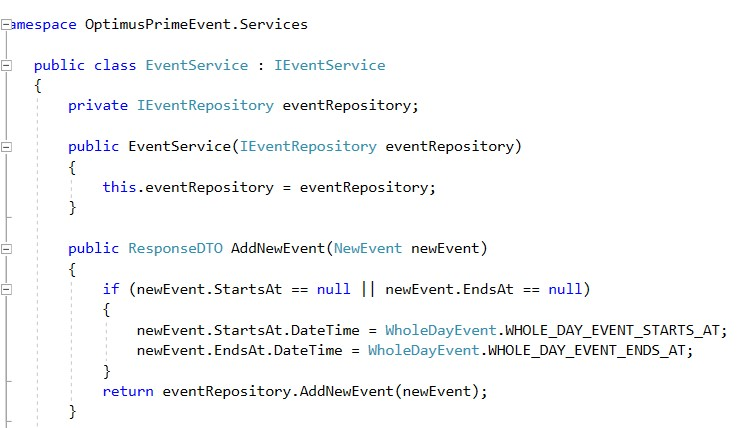 amespace OptimusPrimeEvent.Services
public class EventService : IEventService
{
private IEventRepository eventRepository;
public EventService(IEventRepository eventRepository)
{
this.eventRepository = eventRepository;
}
public ResponseDTO AddNewEvent(NewEvent newEvent)
{
if (newEvent.StartsAt == null || newEvent.EndsAt == null)
{
newEvent.StartsAt.DateTime = WholeDayEvent.WHOLE_DAY_EVENT_STARTS_AT;
newEvent.EndsAt.DateTime = WholeDayEvent.WHOLE_DAY_EVENT_ENDS_AT;
}
return eventRepository.AddNewEvent(newEvent);
}